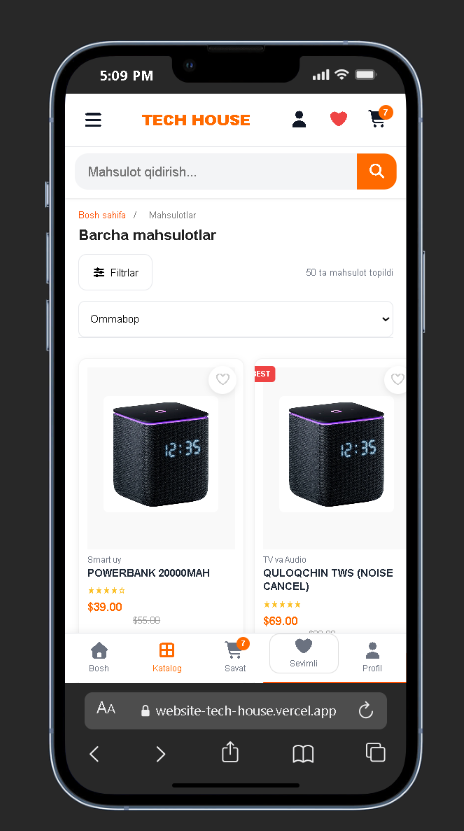 5:09 PM
TECH HOUSE
7
Mahsulot qidirish...
Bosh sahifa / Mahsulotlar
Barcha mahsulotlar
Filtrlar
50 ta mahsulot topildi
Ommabop
BEST
12:35
12:35
Smart uy
POWERBANK 20000MAH
$39.00
$55.00
TV va Audio
QULOQCHIN TWS (NOISE
CANCEL)
$69.00
Bosh
Katalog
7
Savat
Sevimli
Profil
AA
website-tech-house.vercel.app